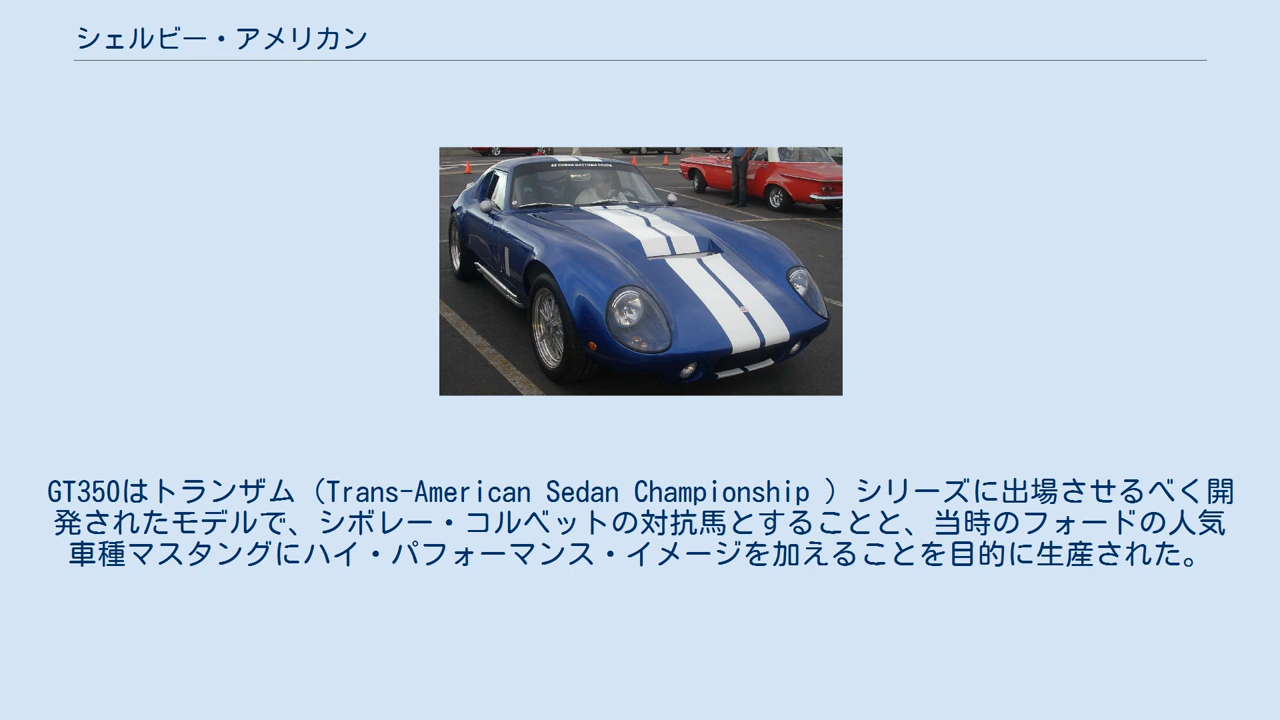 シェルビー・アメリカン
GT350はトランザム（Trans-American Sedan Championship ）シリーズに出場させるべく開
発されたモデルで、シボレー・コルベットの対抗馬とすることと、当時のフォードの人気
車種マスタングにハイ・パフォーマンス・イメージを加えることを目的に生産された。